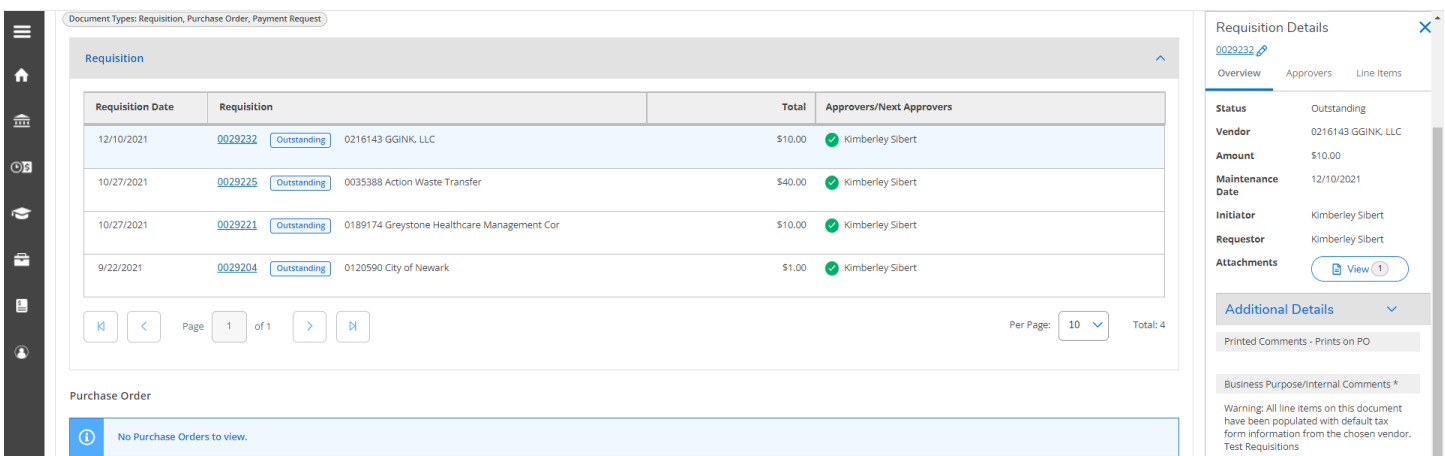 Document Types: Requisition, Purchase Order, Payment Request
Requisition
Requisition Date Requisition Total Approvers/Next Approvers
12/10/2021 0029232 Outstanding 0216143 GGINK, LLC $10.00 Kimberley Sibert
10/27/2021 0029225 Outstanding 0035388 Action Waste Transfer $40.00 Kimberley Sibert
10/27/2021 0029221 Outstanding 0189174 Greystone Healthcare Management Cor $10.00 Kimberley Sibert
9/22/2021 0029204 Outstanding 0120590 City of Newark $1.00 Kimberley Sibert
Page 1 of 1 Per Page: 10 Total: 4
Purchase Order
No Purchase Orders to view.
Requisition Details
0029232
Overview Approvers Line Items
Status Outstanding
Vendor 0216143 GGINK, LLC
Amount $10.00
Maintenance 12/10/2021
Date
Initiator Kimberley Sibert
Requestor Kimberley Sibert
Attachments View 1
Additional Details
Printed Comments - Prints on PO
Business Purpose/Internal Comments *
Warning: All line items on this document
have been populated with default tax
form information from the chosen vendor.
Test Requisitions